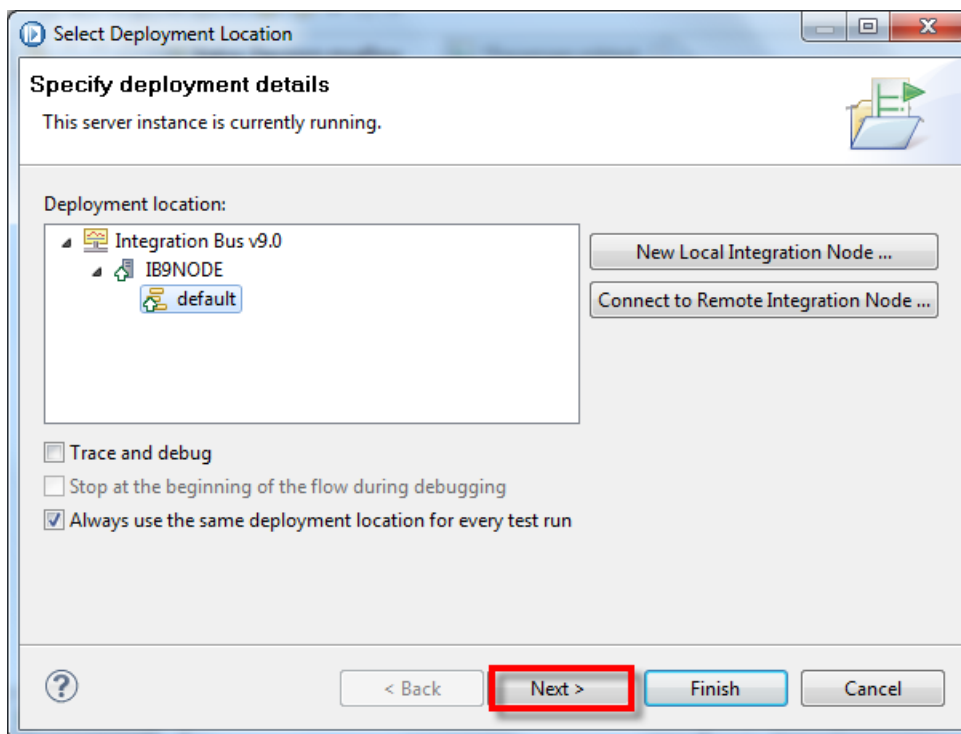 Select Deployment Location
Specify deployment details
This server instance is currently running.
Deployment location:
Integration Bus v9.0
IB9NODE
default
New Local Integration Node ...
Connect to Remote Integration Node ...
Trace and debug
Stop at the beginning of the flow during debugging
Always use the same deployment location for every test run
?
< Back
Next >
Finish
Cancel